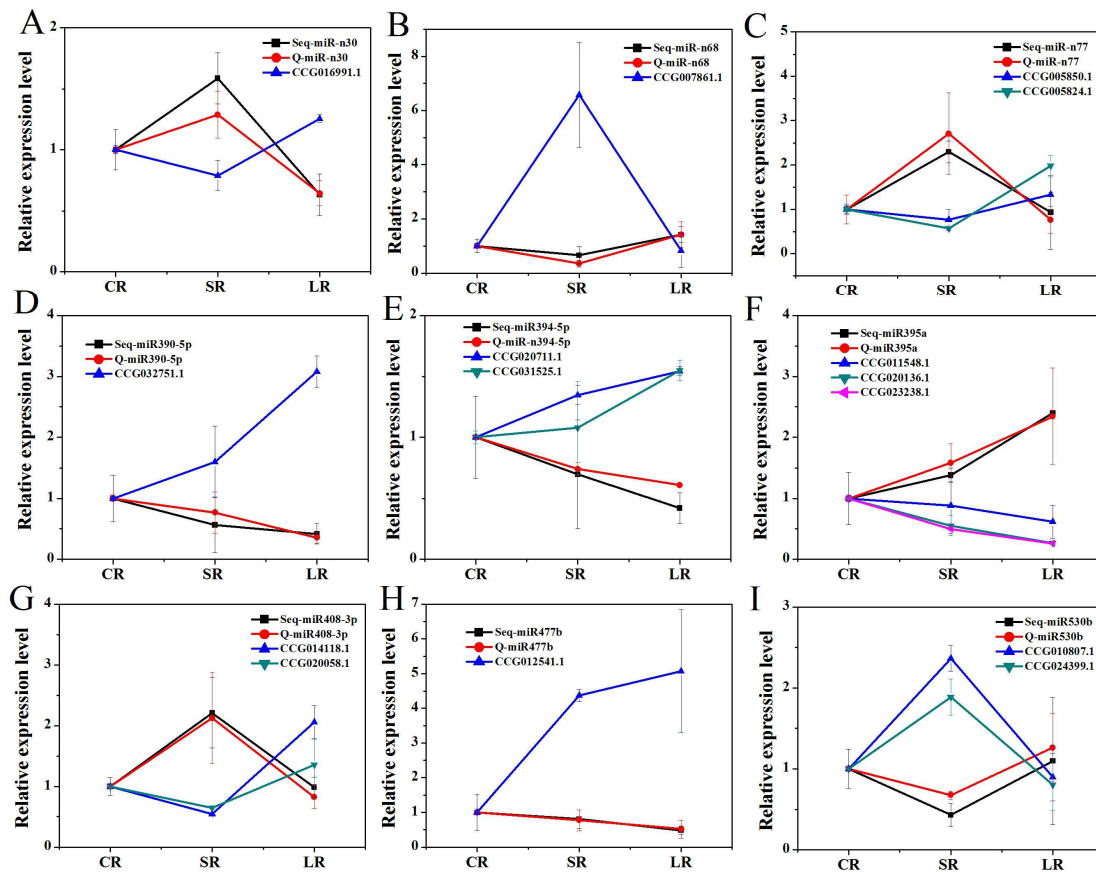 A
Relative expression level
2
1
0
CR
SR
LR
Seq-miR-n30
Q-miR-n30
CCG016991.1
B
Relative expression level
8
6
4
2
0
CR
SR
LR
Seq-miR-n68
Q-miR-n68
CCG007861.1
C
Relative expression level
5
4
3
2
1
0
CR
SR
LR
Seq-miR-n77
Q-miR-n77
CCG005850.1
CCG005824.1
D
Relative expression level
4
3
2
1
0
CR
SR
LR
Seq-miR390-5p
Q-miR390-5p
CCG032751.1
E
Relative expression level
2
1
0
CR
SR
LR
Seq-miR394-5p
Q-miR-n394-5p
CCG020711.1
CCG031525.1
F
Relative expression level
4
3
2
1
0
CR
SR
LR
Seq-miR395a
Q-miR395a
CCG011548.1
CCG020136.1
CCG023238.1
G
Relative expression level
4
3
2
1
0
CR
SR
LR
Seq-miR408-3p
Q-miR408-3p
CCG014118.1
CCG020058.1
H
Relative expression level
7
6
5
4
3
2
1
0
CR
SR
LR
Seq-miR477b
Q-miR477b
CCG012541.1
I
Relative expression level
3
2
1
0
CR
SR
LR
Seq-miR530b
Q-miR530b
CCG010807.1
CCG024399.1